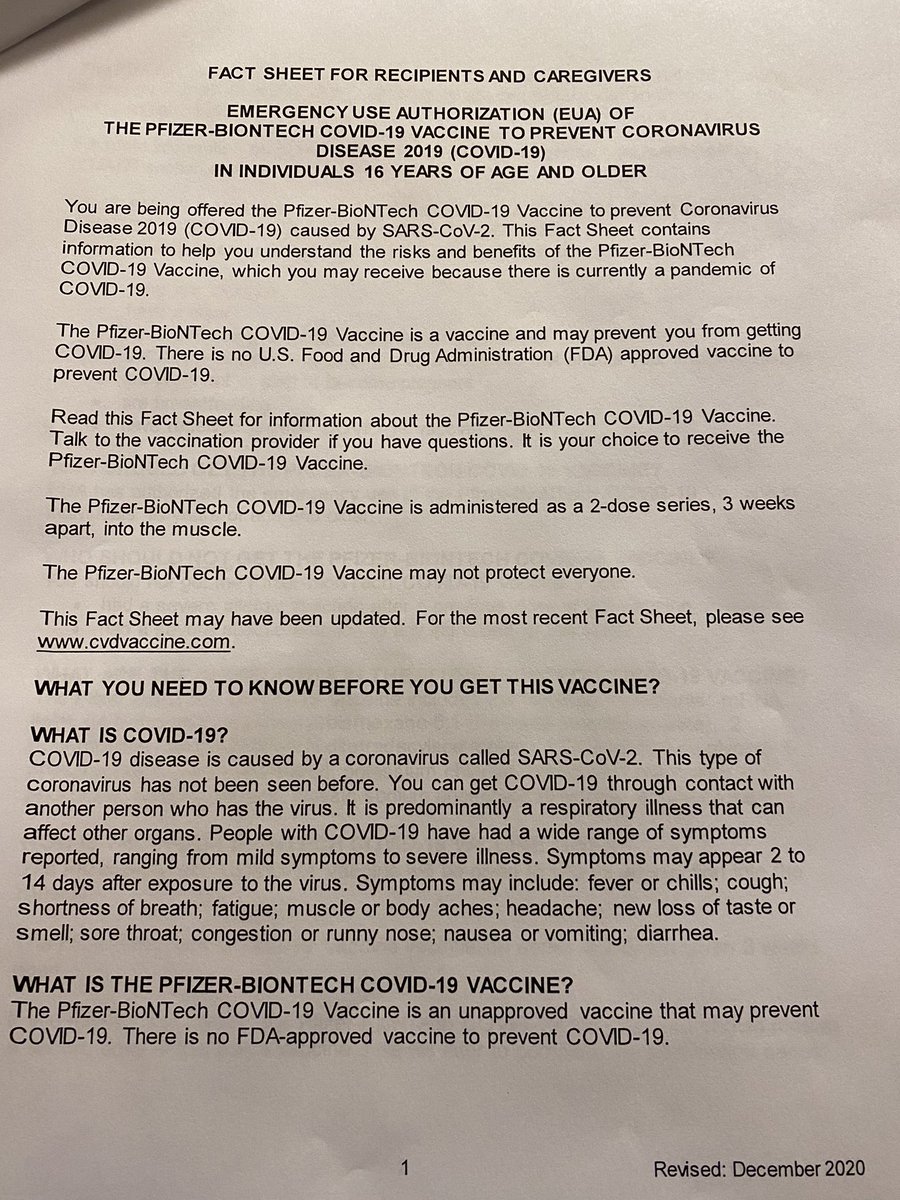 FACT SHEET FOR RECIPIENTS AND CAREGIVERS
EMERGENCY USE AUTHORIZATION (EUA) OF
THE PFIZER-BIONTECH COVID-19 VACCINE TO PREVENT CORONAVIRUS
DISEASE 2019 (COVID-19)
IN INDIVIDUALS 16 YEARS OF AGE AND OLDER
You are being offered the Pfizer-BioNTech COVID-19 Vaccine to prevent Coronavirus
Disease 2019 (COVID-19) caused by SARS-CoV-2. This Fact Sheet contains
information to help you understand the risks and benefits of the Pfizer-BioNTech
COVID-19 Vaccine, which you may receive because there is currently a pandemic of
COVID-19.
The Pfizer-BioNTech COVID-19 Vaccine is a vaccine and may prevent you from getting
COVID-19. There is no U.S. Food and Drug Administration (FDA) approved vaccine to
prevent COVID-19.
Read this Fact Sheet for information about the Pfizer-BioNTech COVID-19 Vaccine.
Talk to the vaccination provider if you have questions. It is your choice to receive the
Pfizer-BioNTech COVID-19 Vaccine.
The Pfizer-BioNTech COVID-19 Vaccine is administered as a 2-dose series, 3 weeks
apart, into the muscle.
The Pfizer-BioNTech COVID-19 Vaccine may not protect everyone.
This Fact Sheet may have been updated. For the most recent Fact Sheet, please see
www.cvdvaccine.com.
WHAT YOU NEED TO KNOW BEFORE YOU GET THIS VACCINE?
WHAT IS COVID-19?
COVID-19 disease is caused by a coronavirus called SARS-CoV-2. This type of
coronavirus has not been seen before. You can get COVID-19 through contact with
another person who has the virus. It is predominantly a respiratory illness that can
affect other organs. People with COVID-19 have had a wide range of symptoms
reported, ranging from mild symptoms to severe illness. Symptoms may appear 2 to
14 days after exposure to the virus. Symptoms may include: fever or chills; cough;
shortness of breath; fatigue; muscle or body aches; headache; new loss of taste or
smell; sore throat; congestion or runny nose; nausea or vomiting; diarrhea.
WHAT IS THE PFIZER-BIONTECH COVID-19 VACCINE?
The Pfizer-BioNTech COVID-19 Vaccine is an unapproved vaccine that may prevent
COVID-19. There is no FDA-approved vaccine to prevent COVID-19.
1
Revised: December 2020